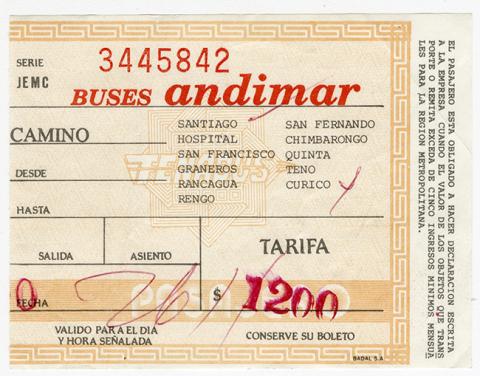 SERIE
3445842
JEMC
BUSES andimar
CAMINO
SANTIAGO
HOSPITAL
SAN FRANCISCO
GRANEROS
RANCAGUA
RENGO
SAN FERNANDO
CHIMBARONGO
QUINTA
TENO
CURICO
DESDE
HASTA
SALIDA
ASIENTO
TARIFA
FECHA
$ 1200
VALIDO PARA EL DIA
Y HORA SEÑALADA
CONSERVE SU BOLETO
BADAL S.A
EL PASAJERO ESTA OBLIGADO A HACER DECLARACION ESCRITA
A LA EMPRESA CUANDO EL VALOR DE LOS OBJETOS QUE TRANS
PORTE O REMITA EXCEDA DE CINCO INGRESOS MINIMOS MENSUA
LES PARA LA REGION METROPOLITANA.